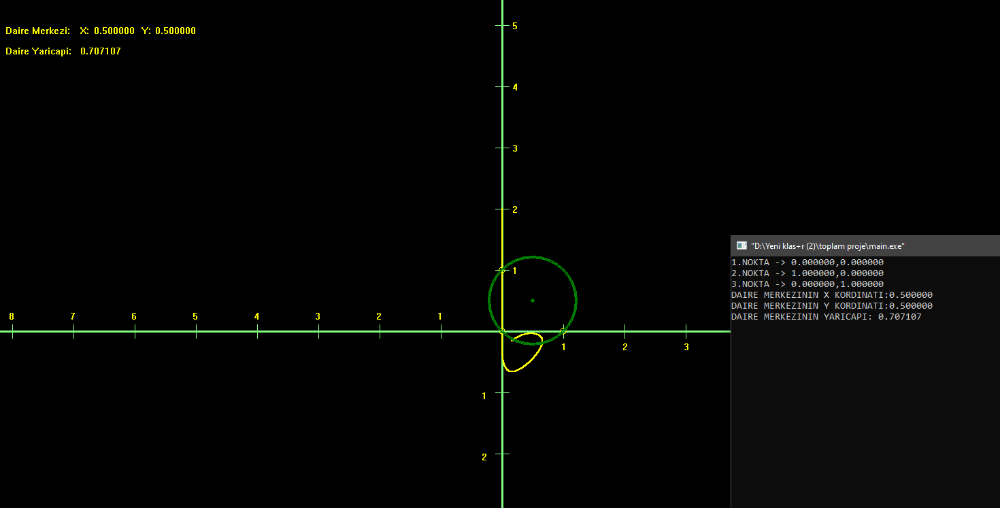 Daire Merkezi: X: 0.500000 Y: 0.500000
Daire Yaricapi: 0.707107
5
4
3
2
1
8 7 6 5 4 3 2 1
1 2 3
1
2
"D:\Yeni klas÷r (2)\toplam proje\main.exe"
1.NOKTA -> 0.000000,0.000000
2.NOKTA -> 1.000000,0.000000
3.NOKTA -> 0.000000,1.000000
DAIRE MERKEZININ X KORDINATI:0.500000
DAIRE MERKEZININ Y KORDINATI:0.500000
DAIRE MERKEZININ YARICAPI: 0.707107